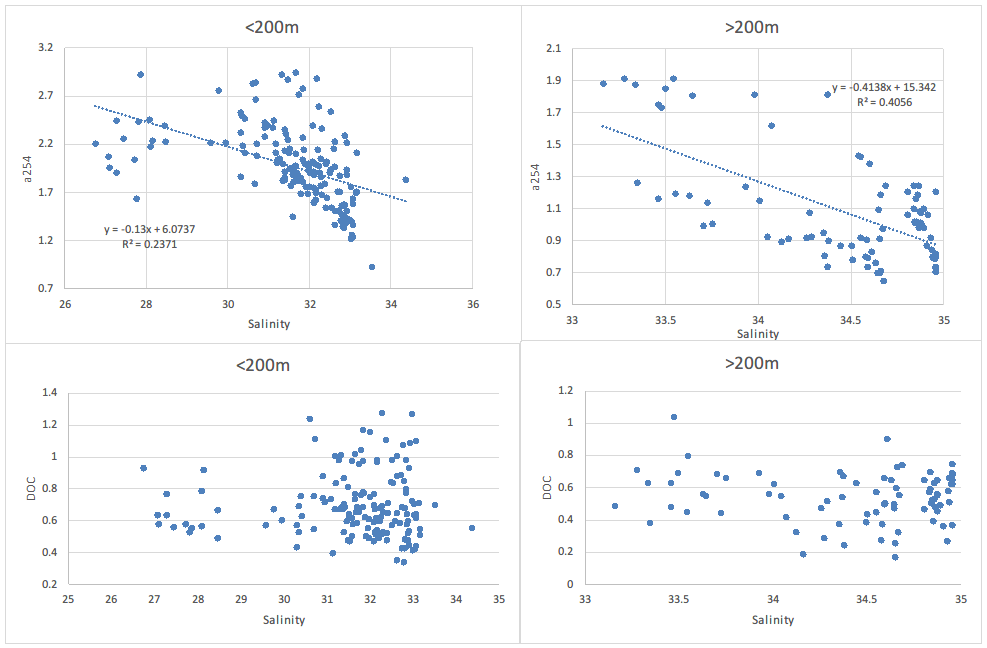 <200m
3.2
2.7
2.2
1.7
1.2
0.7
a254
y = -0.13x + 6.0737
R² = 0.2371
26 28 30 32 34 36
Salinity
>200m
2.1
1.9
1.7
1.5
1.3
1.1
0.9
0.7
0.5
a254
y = -0.4138x + 15.342
R² = 0.4056
33 33.5 34 34.5 35
Salinity
<200m
1.4
1.2
1
0.8
0.6
0.4
0.2
DOC
25 26 27 28 29 30 31 32 33 34 35
Salinity
>200m
1.2
1
0.8
0.6
0.4
0.2
0
DOC
33 33.5 34 34.5 35
Salinity